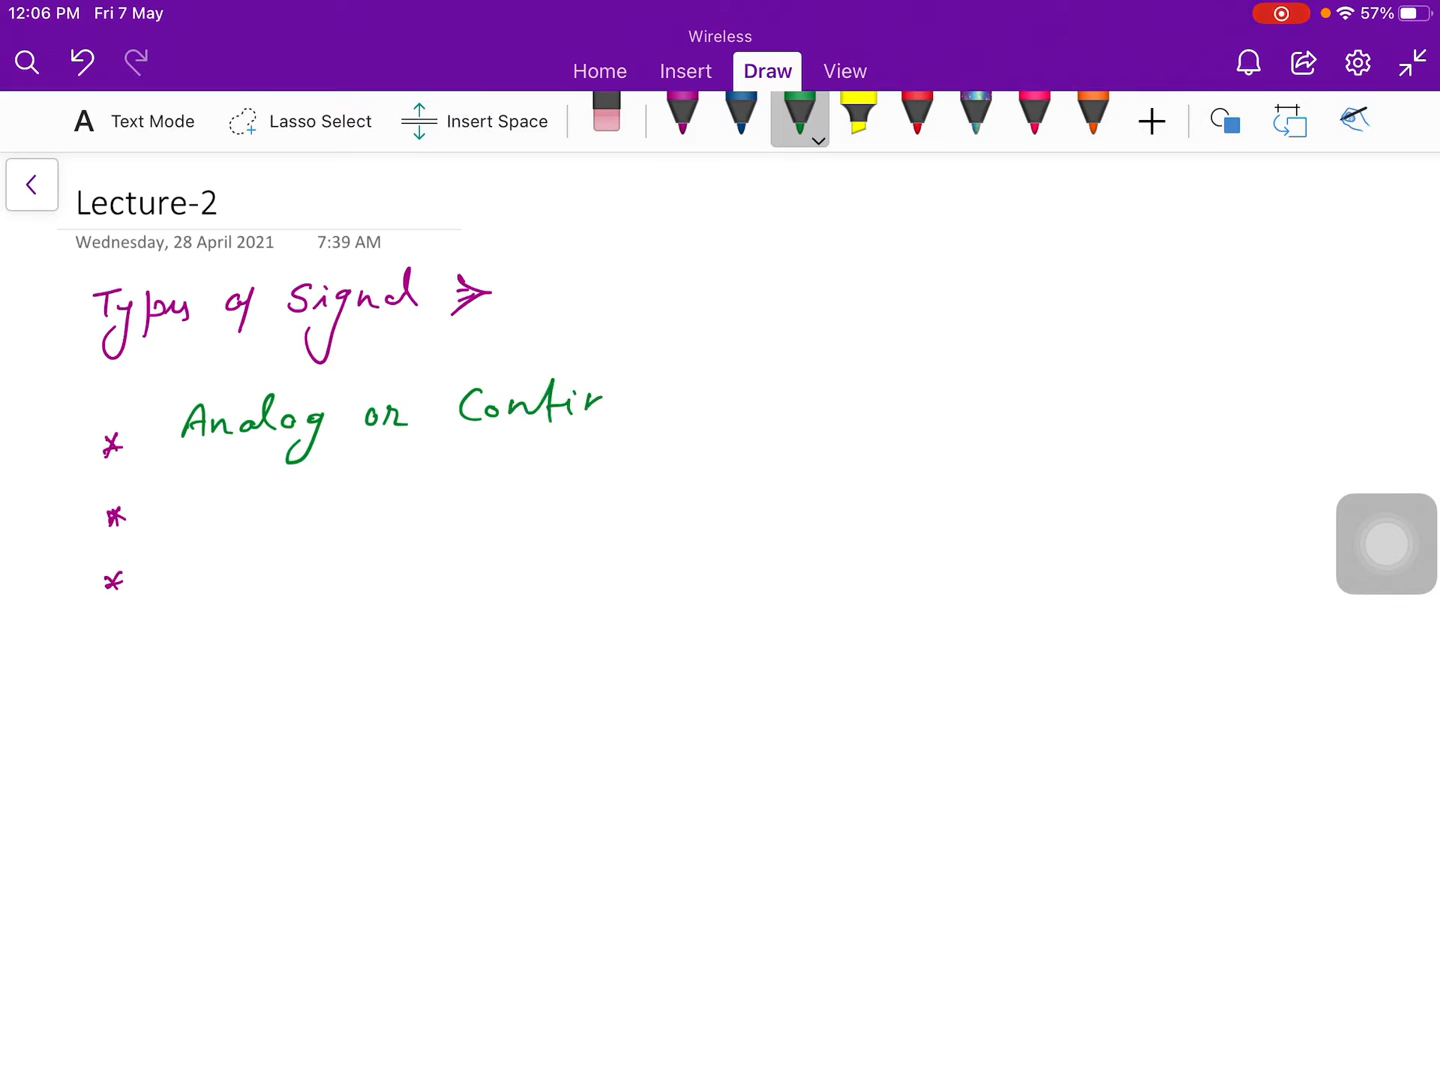 12:06 PM Fri 7 May 57%
Wireless
Home Insert Draw View
A Text Mode Lasso Select Insert Space
Lecture-2
Wednesday, 28 April 2021 7:39 AM
Types of Signal
* Analog or Contin
*
*